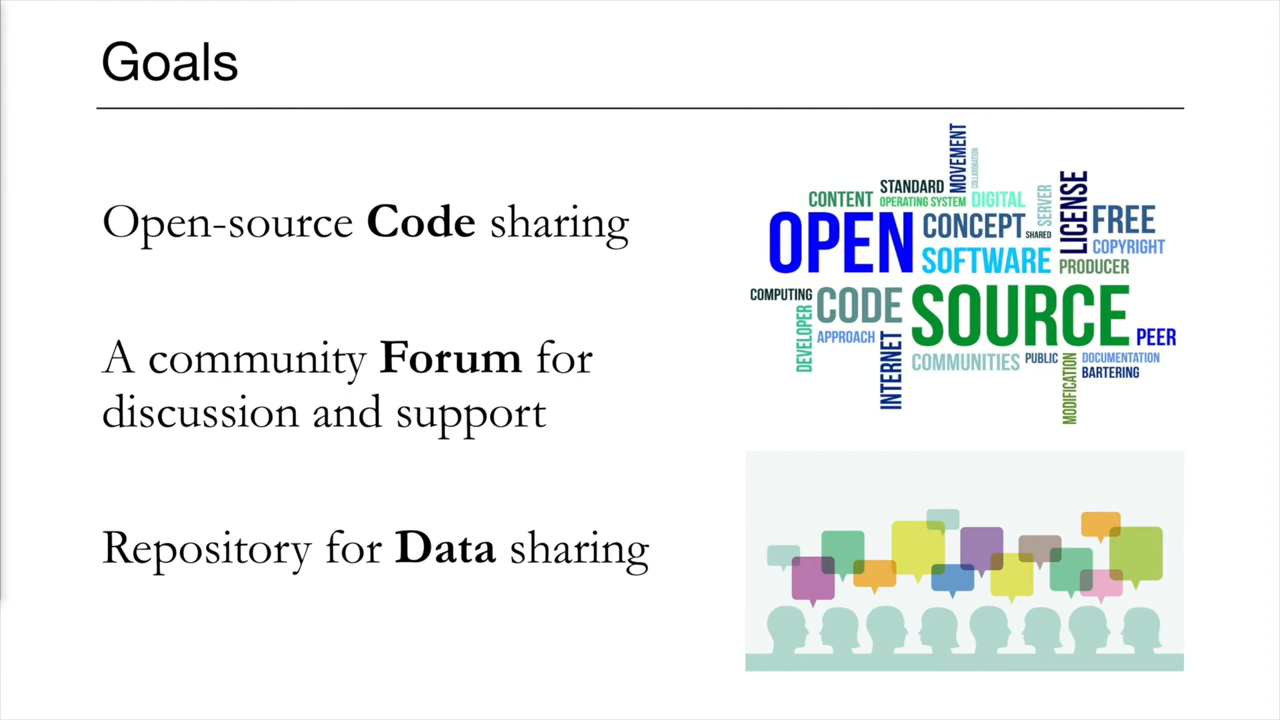 Goals
Open-source Code sharing
A community Forum for
discussion and support
Repository for Data sharing
MOVEMENT
COLLABORATION
STANDARD
CONTENT
OPERATING SYSTEM
DIGITAL
SERVER
LICENSE
OPEN
CONCEPT
SHARED
FREE
COPYRIGHT
SOFTWARE
PRODUCER
COMPUTING
CODE
SOURCE
DEVELOPER
APPROACH
INTERNET
COMMUNITIES
PUBLIC
PEER
DOCUMENTATION
BARTERING
MODIFICATION